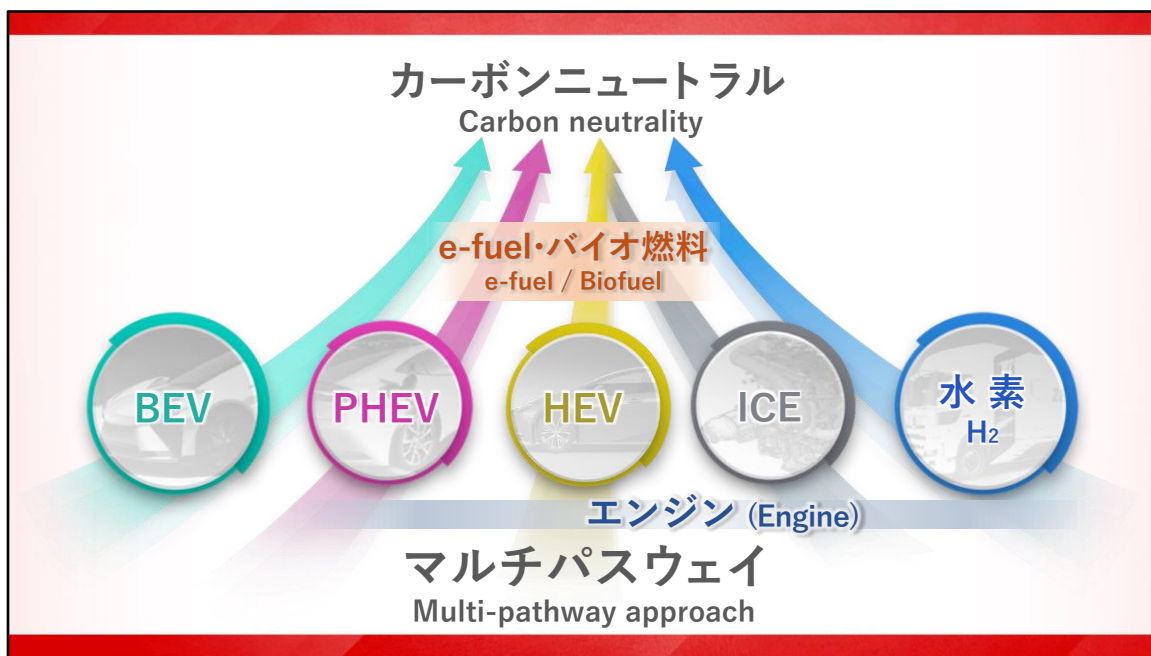 カーボンニュートラル
Carbon neutrality
e-fuel・バイオ燃料
e-fuel / Biofuel
BEV
PHEV
HEV
ICE
水素
H2
エンジン (Engine)
マルチパスウェイ
Multi-pathway approach